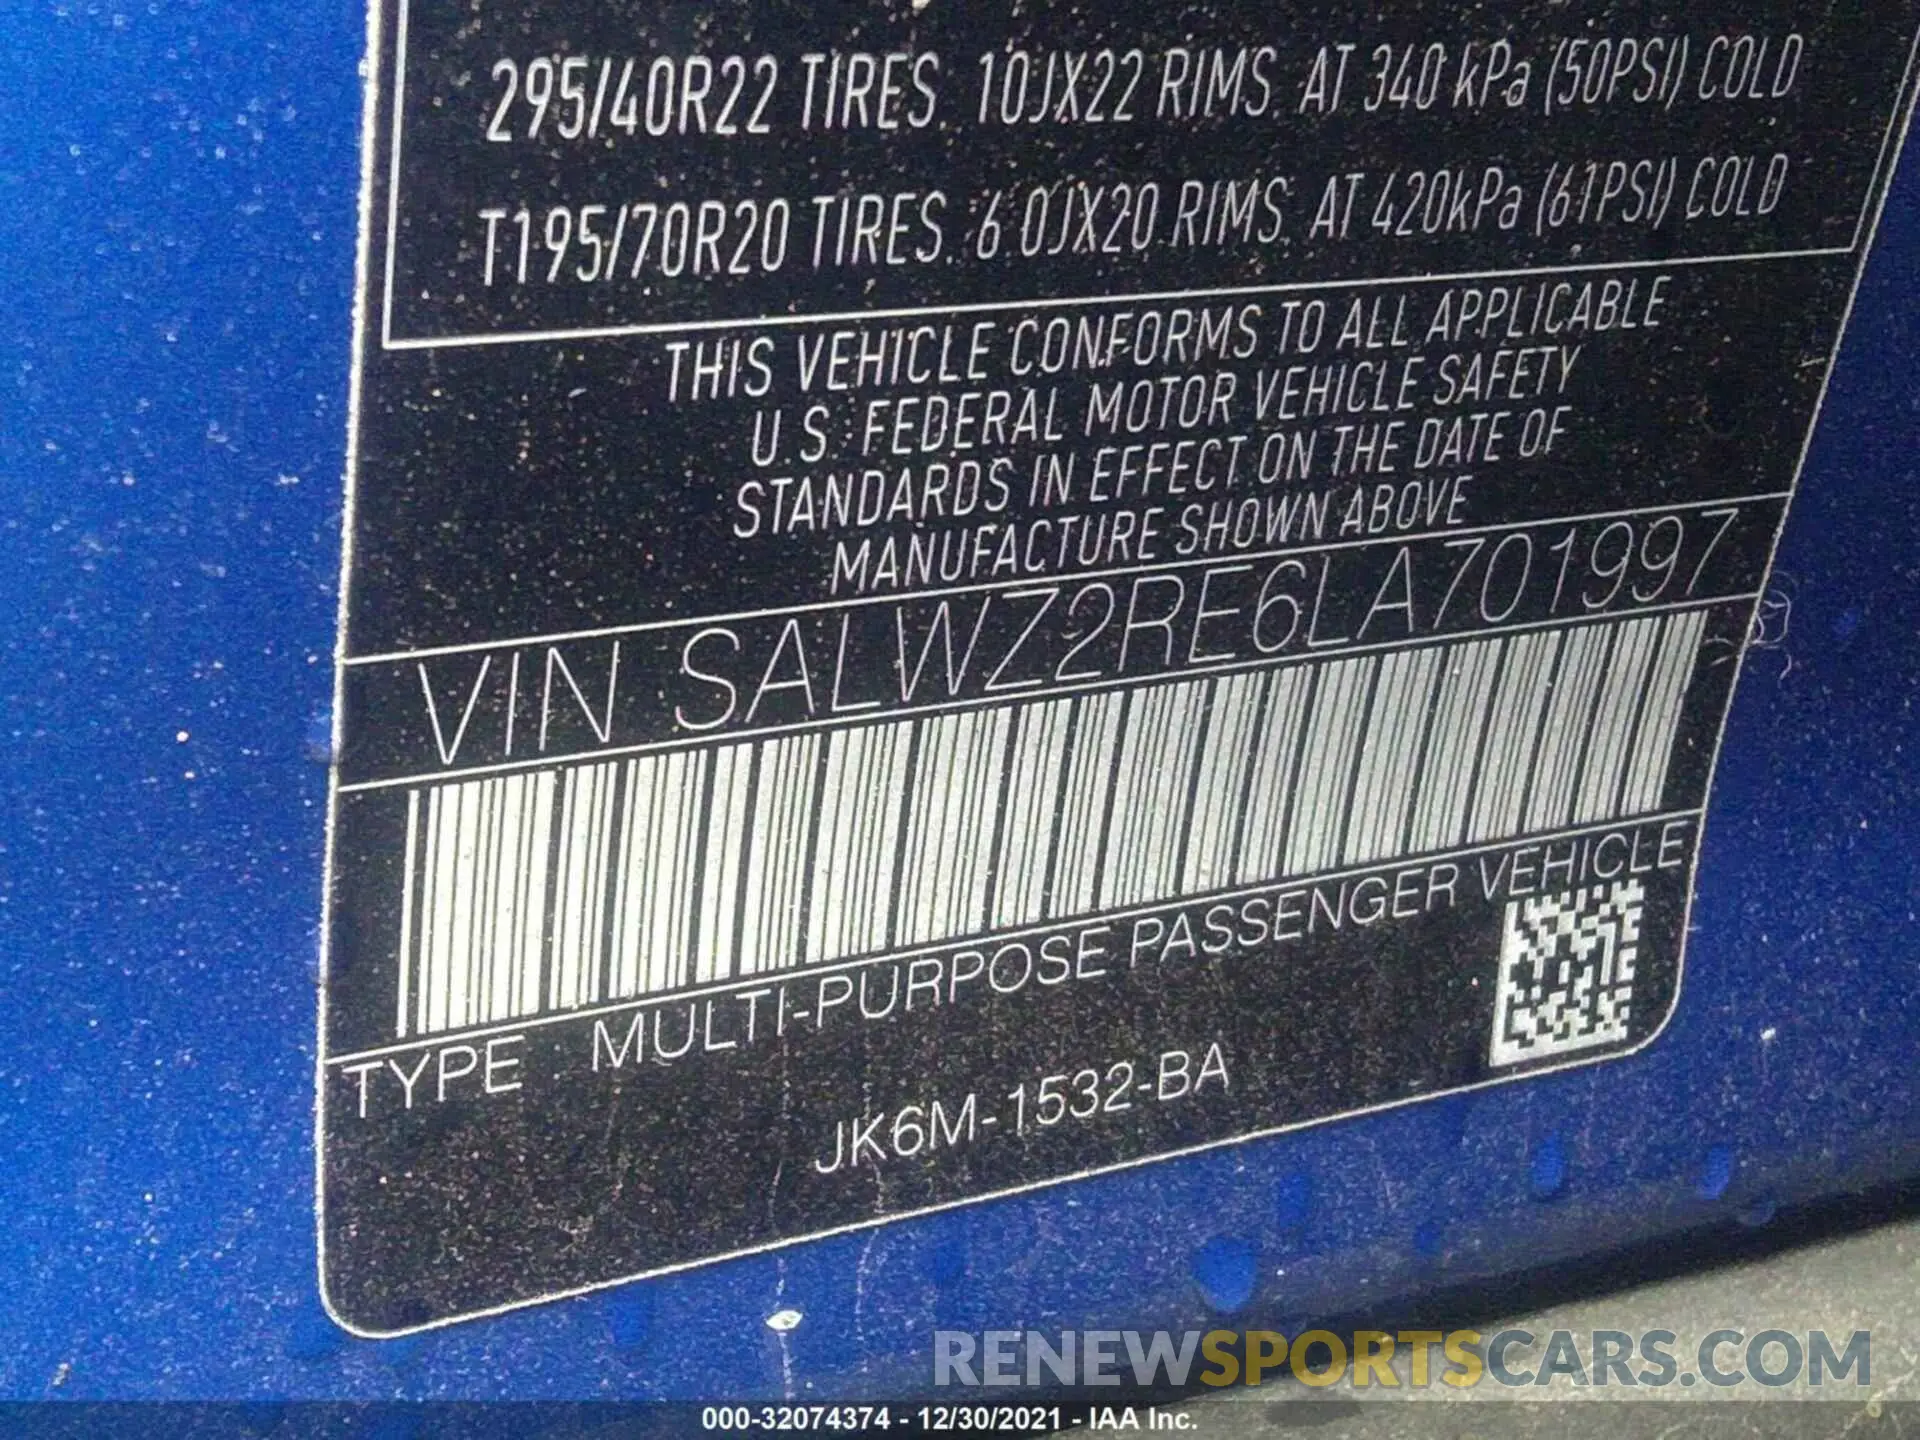 295/40R22 TIRES. 10JX22 RIMS. AT 340 kPa (50PSI) COLD
T195/70R20 TIRES. 6.0JX20 RIMS. AT 420kPa (61PSI) COLD
THIS VEHICLE CONFORMS TO ALL APPLICABLE
U.S. FEDERAL MOTOR VEHICLE SAFETY
STANDARDS IN EFFECT ON THE DATE OF
MANUFACTURE SHOWN ABOVE
VIN SALWZ2RE6LA701997
TYPE MULTI-PURPOSE PASSENGER VEHICLE
JK6M-1532-BA
RENEWSPORTSCARS.COM
000-32074374 - 12/30/2021 - IAA Inc.